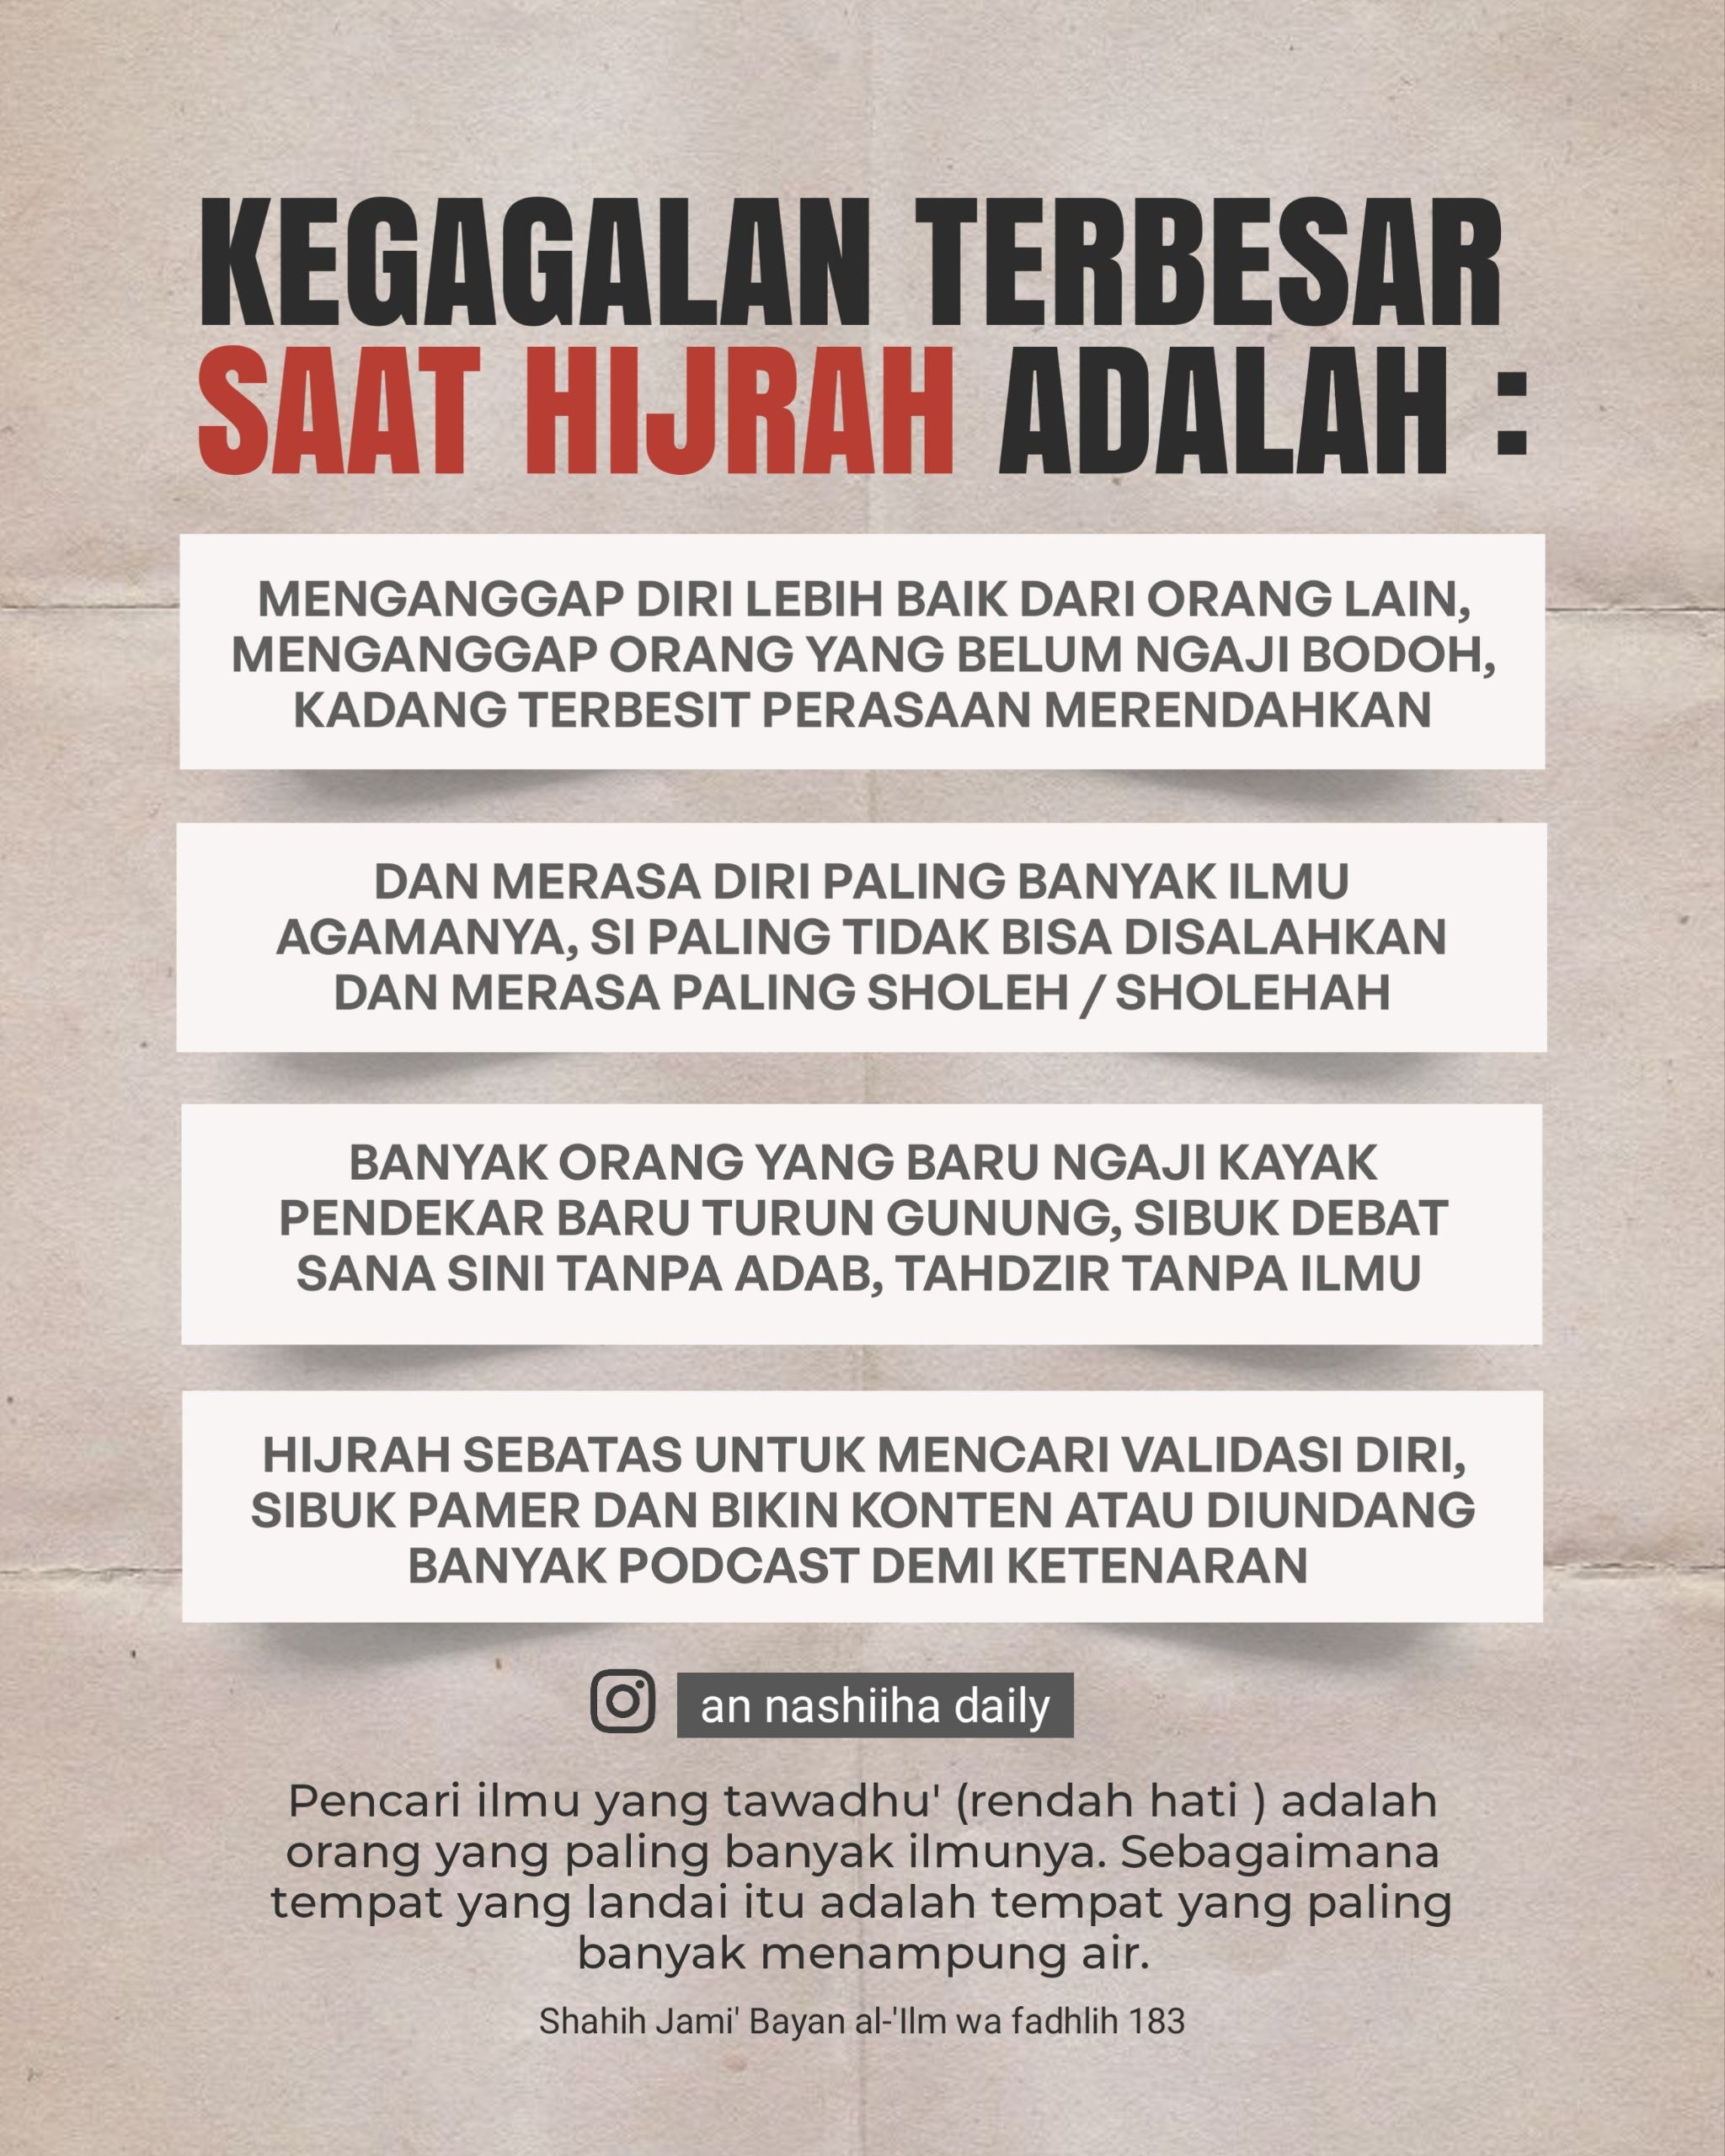 KEGAGALAN TERBESAR
SAAT HIJRAH ADALAH :
MENGANGGAP DIRI LEBIH BAIK DARI ORANG LAIN,
MENGANGGAP ORANG YANG BELUM NGAJI BODOH,
KADANG TERBESIT PERASAAN MERENDAHKAN
DAN MERASA DIRI PALING BANYAK ILMU
AGAMANYA, SI PALING TIDAK BISA DISALAHKAN
DAN MERASA PALING SHOLEH / SHOLEHAH
BANYAK ORANG YANG BARU NGAJI KAYAK
PENDEKAR BARU TURUN GUNUNG, SIBUK DEBAT
SANA SINI TANPA ADAB, TAHDZIR TANPA ILMU
HIJRAH SEBATAS UNTUK MENCARI VALIDASI DIRI,
SIBUK PAMER DAN BIKIN KONTEN ATAU DIUNDANG
BANYAK PODCAST DEMI KETENARAN
an nashiiha daily
Pencari ilmu yang tawadhu' (rendah hati ) adalah
orang yang paling banyak ilmunya. Sebagaimana
tempat yang landai itu adalah tempat yang paling
banyak menampung air.
Shahih Jami' Bayan al-'Ilm wa fadhlih 183